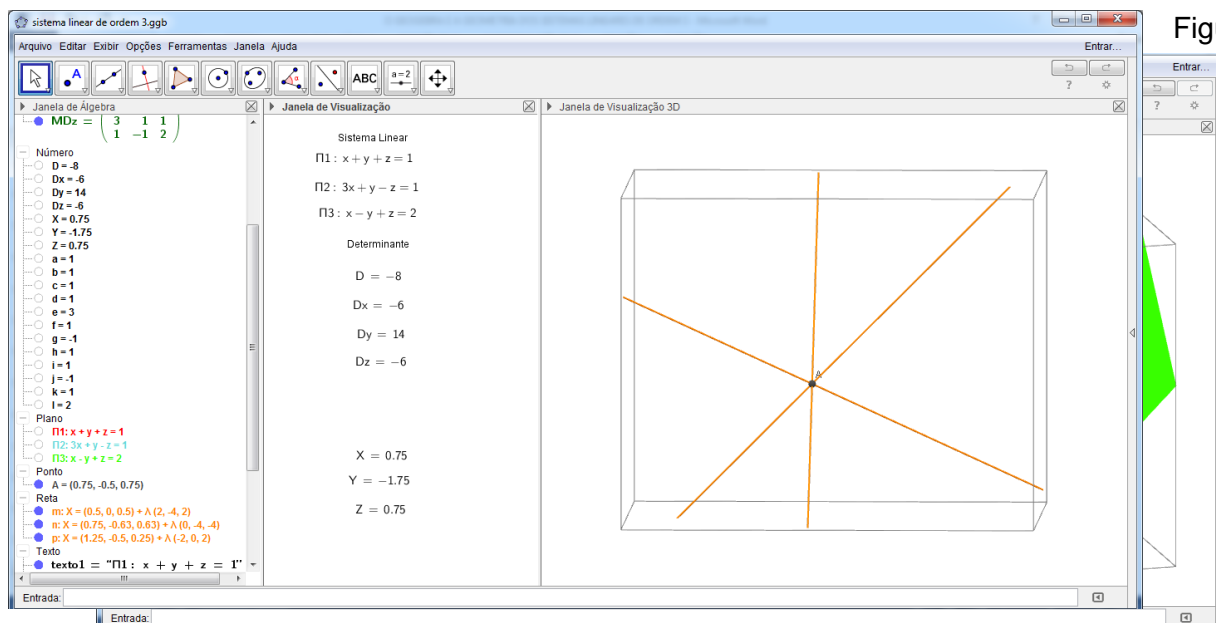 sistema linear de ordem 3.ggb
Arquivo Editar Exibir Opções Ferramentas Janela Ajuda
Entrar...
A
ABC
a=2
?
Janela de Álgebra
MDz = ( 3 1 1
1 −1 2 )
Número
D = -8
Dx = -6
Dy = 14
Dz = -6
X = 0.75
Y = -1.75
Z = 0.75
a = 1
b = 1
c = 1
d = 1
e = 3
f = 1
g = -1
h = 1
i = 1
j = -1
k = 1
l = 2
Plano
Π1: x + y + z = 1
Π2: 3x + y - z = 1
Π3: x - y + z = 2
Ponto
A = (0.75, -0.5, 0.75)
Reta
m: X = (0.5, 0, 0.5) + λ (2, -4, 2)
n: X = (0.75, -0.63, 0.63) + λ (0, -4, -4)
p: X = (1.25, -0.5, 0.25) + λ (-2, 0, 2)
Texto
texto1 = “Π1 : x + y + z = 1”
Janela de Visualização
Sistema Linear
Π1 : x + y + z = 1
Π2 : 3x + y − z = 1
Π3 : x − y + z = 2
Determinante
D = −8
Dx = −6
Dy = 14
Dz = −6
X = 0.75
Y = −1.75
Z = 0.75
Janela de Visualização 3D
A
Entrada:
Figu
Entrar...
?
Entrada: